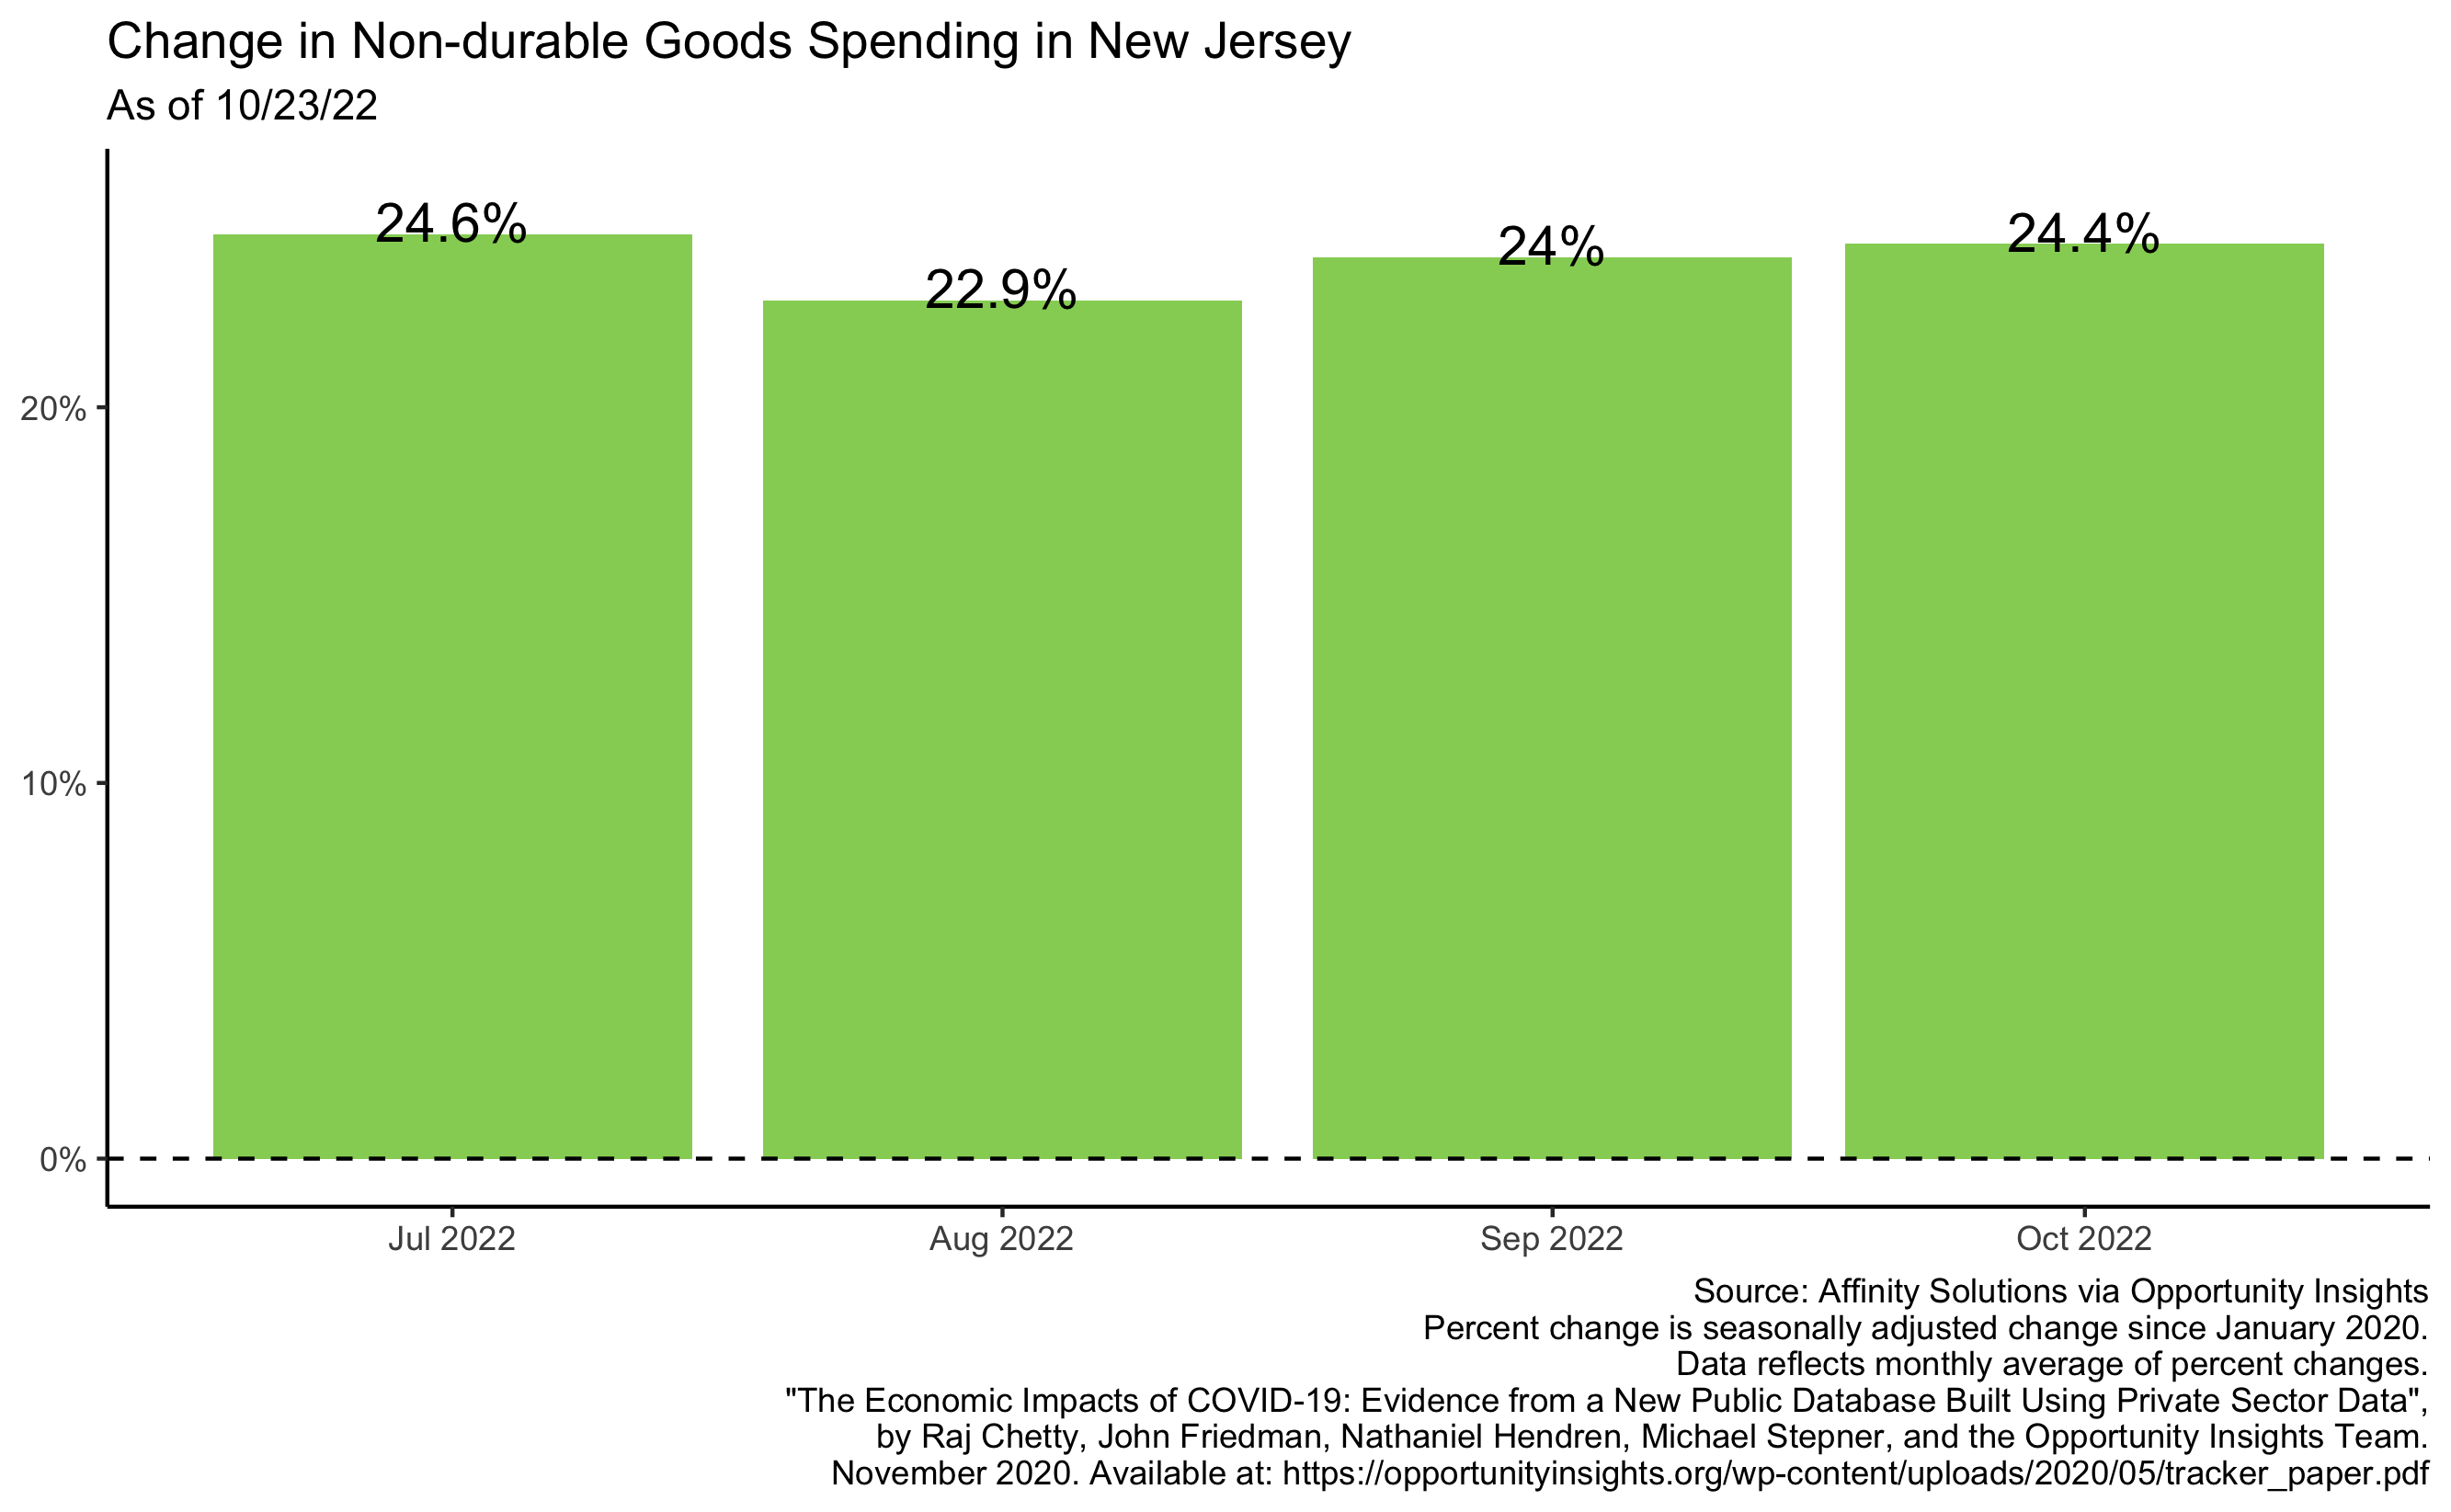 Change in Non-durable Goods Spending in New Jersey
As of 10/23/22
24.6%
22.9%
24%
24.4%
20%
10%
0%
Jul 2022
Aug 2022
Sep 2022
Oct 2022
Source: Affinity Solutions via Opportunity Insights
Percent change is seasonally adjusted change since January 2020.
Data reflects monthly average of percent changes.
"The Economic Impacts of COVID-19: Evidence from a New Public Database Built Using Private Sector Data",
by Raj Chetty, John Friedman, Nathaniel Hendren, Michael Stepner, and the Opportunity Insights Team.
November 2020. Available at: https://opportunityinsights.org/wp-content/uploads/2020/05/tracker_paper.pdf